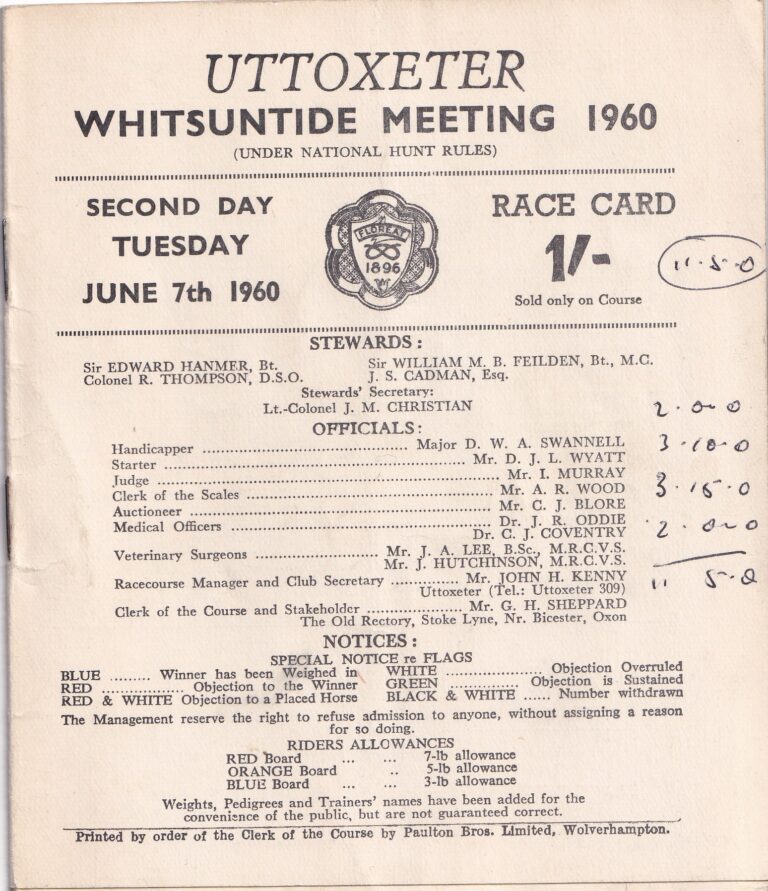 UTTOXETER
WHITSUNTIDE MEETING 1960
(UNDER NATIONAL HUNT RULES)
SECOND DAY
TUESDAY
JUNE 7th 1960
FLOREAT
1896
RACE CARD
1/-
Sold only on Course
11-5-0
STEWARDS :
Sir EDWARD HANMER, Bt. Sir WILLIAM M. B. FEILDEN, Bt., M.C.
Colonel R. THOMPSON, D.S.O. J. S. CADMAN, Esq.
Stewards' Secretary:
Lt.-Colonel J. M. CHRISTIAN
2-0-0
OFFICIALS :
Handicapper ........ Major D. W. A. SWANNELL
3-10-0
Starter ........ Mr. D. J. L. WYATT
Judge ........ Mr. I. MURRAY
Clerk of the Scales ........ Mr. A. R. WOOD
3-15-0
Auctioneer ........ Mr. C. J. BLORE
Medical Officers ........ Dr. J. R. ODDIE
Dr. C. J. COVENTRY
2-0-0
Veterinary Surgeons ........ Mr. J. A. LEE, B.Sc., M.R.C.V.S.
Mr. J. HUTCHINSON, M.R.C.V.S.
Racecourse Manager and Club Secretary ........ Mr. JOHN H. KENNY
11 5-0
Uttoxeter (Tel.: Uttoxeter 309)
Clerk of the Course and Stakeholder ........ Mr. G. H. SHEPPARD
The Old Rectory, Stoke Lyne, Nr. Bicester, Oxon
NOTICES :
SPECIAL NOTICE re FLAGS
BLUE ......... Winner has been Weighed in WHITE ........ Objection Overruled
RED ........ Objection to the Winner GREEN ........ Objection is Sustained
RED & WHITE Objection to a Placed Horse BLACK & WHITE ...... Number withdrawn
The Management reserve the right to refuse admission to anyone, without assigning a reason
for so doing.
RIDERS ALLOWANCES
RED Board ... ... 7-lb allowance
ORANGE Board .. 5-lb allowance
BLUE Board ... ... 3-lb allowance
Weights, Pedigrees and Trainers' names have been added for the
convenience of the public, but are not guaranteed correct.
Printed by order of the Clerk of the Course by Paulton Bros. Limited, Wolverhampton.